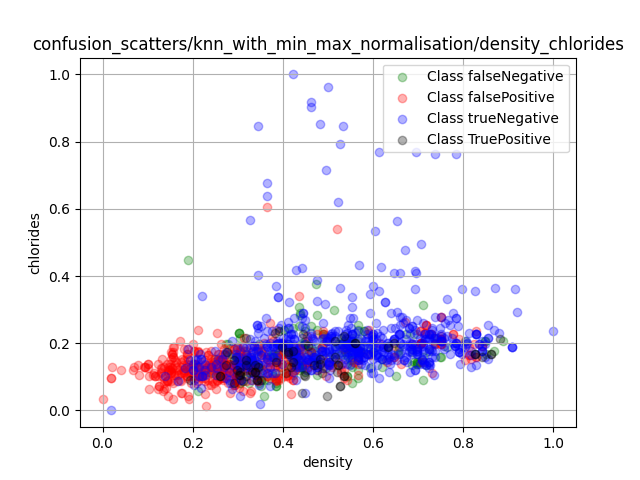 confusion_scatters/knn_with_min_max_normalisation/density_chlorides
1.0
0.8
0.6
0.4
0.2
0.0
chlorides
Class falseNegative
Class falsePositive
Class trueNegative
Class TruePositive
0.0 0.2 0.4 0.6 0.8 1.0
density